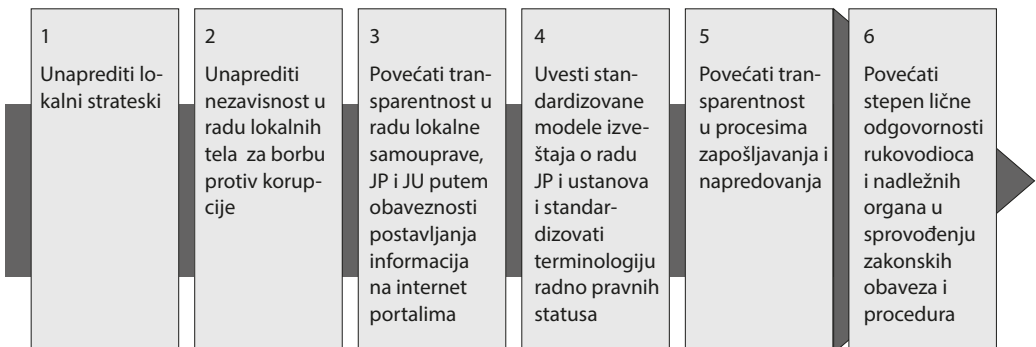 1
Unaprediti lo-
kalni strateski
2
Unaprediti
nezavisnost u
radu lokalnih
tela za borbu
protiv korup-
cije
3
Povećati tran-
sparentnost u
radu lokalne
samouprave,
JP i JU putem
obaveznosti
postavljanja
informacija
na internet
portalima
4
Uvesti stan-
dardizovane
modele izve-
štaja o radu
JP i ustanova
i standar-
dizovati
terminologiju
radno pravnih
statusa
5
Povećati tran-
sparentnost
u procesima
zapošljavanja i
napredovanja
6
Povećati
stepen lične
odgovornosti
rukovodioca
i nadležnih
organa u
sprovođenju
zakonskih
obaveza i
procedura